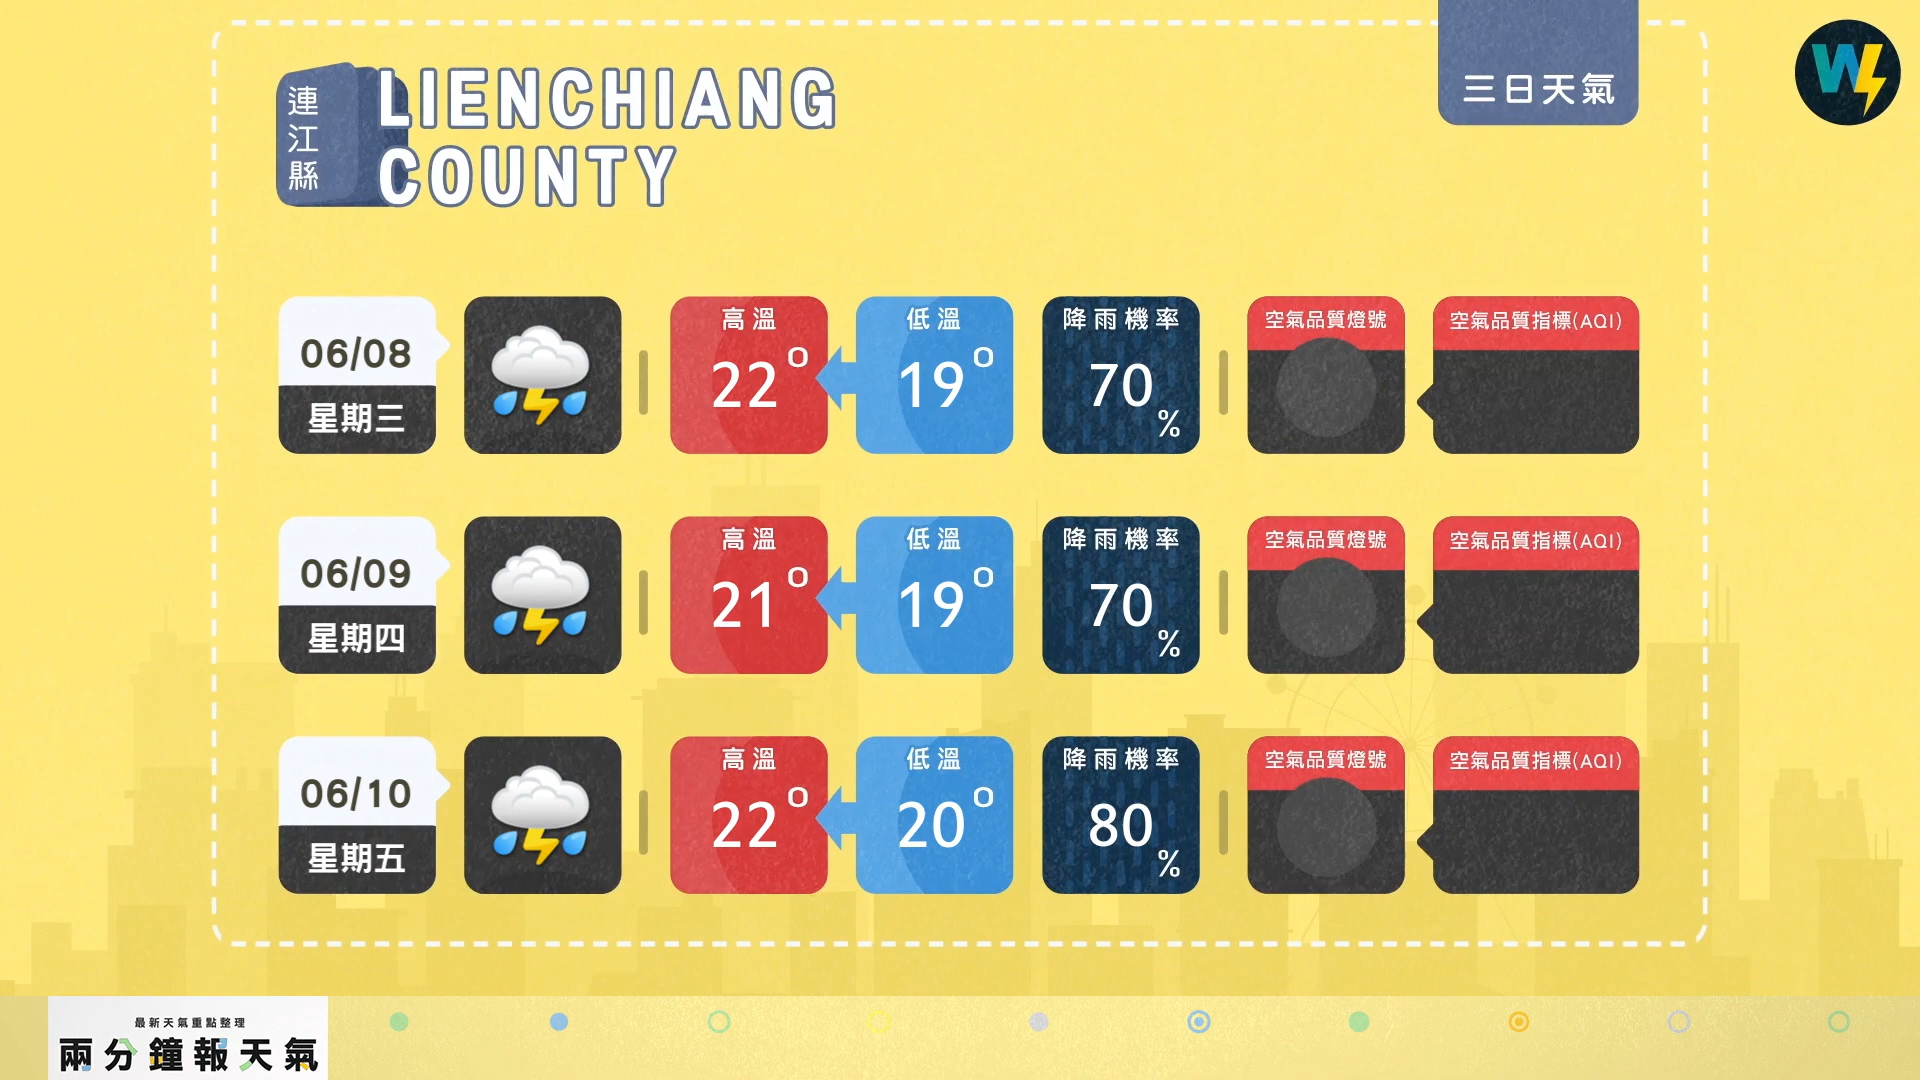 連江縣
LIENCHIANG
COUNTY
三日天氣
W
06/08
星期三
高溫
22°
低溫
19°
降雨機率
70%
空氣品質燈號
空氣品質指標(AQI)
06/09
星期四
高溫
21°
低溫
19°
降雨機率
70%
空氣品質燈號
空氣品質指標(AQI)
06/10
星期五
高溫
22°
低溫
20°
降雨機率
80%
空氣品質燈號
空氣品質指標(AQI)
最新天氣重點整理
兩分鐘報天氣